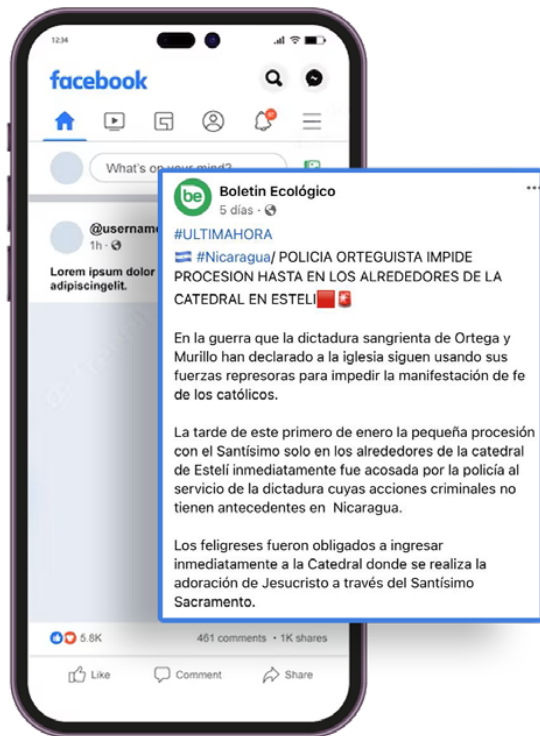 12:34
facebook
What's on your mind?
@username
1h
Lorem ipsum dolor
adipiscingelit.
be
Boletin Ecológico
5 días
#ULTIMAHORA
#Nicaragua/ POLICIA ORTEGUISTA IMPIDE
PROCESION HASTA EN LOS ALREDEDORES DE LA
CATEDRAL EN ESTELI
En la guerra que la dictadura sangrienta de Ortega y
Murillo han declarado a la iglesia siguen usando sus
fuerzas represoras para impedir la manifestación de fe
de los católicos.
La tarde de este primero de enero la pequeña procesión
con el Santísimo solo en los alrededores de la catedral
de Estelí inmediatamente fue acosada por la policía al
servicio de la dictadura cuyas acciones criminales no
tienen antecedentes en Nicaragua.
Los feligreses fueron obligados a ingresar
inmediatamente a la Catedral donde se realiza la
adoración de Jesucristo a través del Santísimo
Sacramento.
5.8K
461 comments • 1K shares
Like
Comment
Share